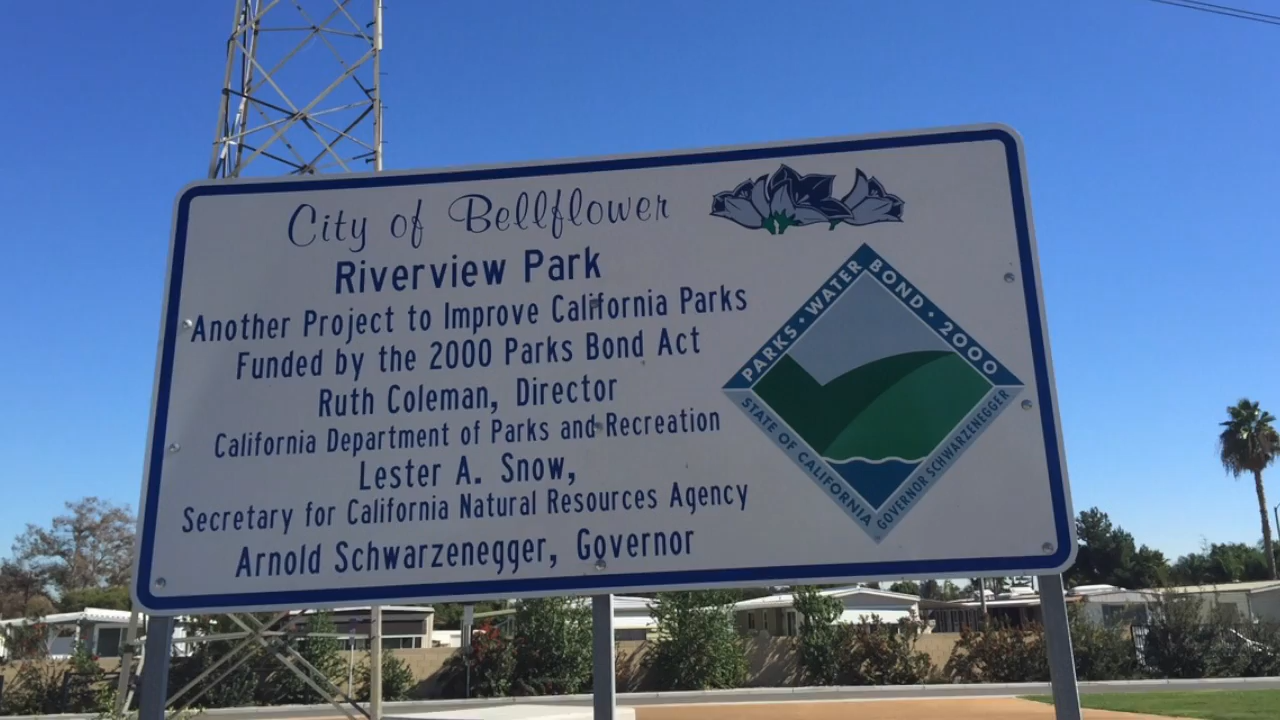 City of Bellflower
Riverview Park
Another Project to Improve California Parks
Funded by the 2000 Parks Bond Act
Ruth Coleman, Director
California Department of Parks and Recreation
Lester A. Snow,
Secretary for California Natural Resources Agency
Arnold Schwarzenegger, Governor
PARKS • WATER BOND • 2000
STATE OF CALIFORNIA
GOVERNOR SCHWARZENEGGER